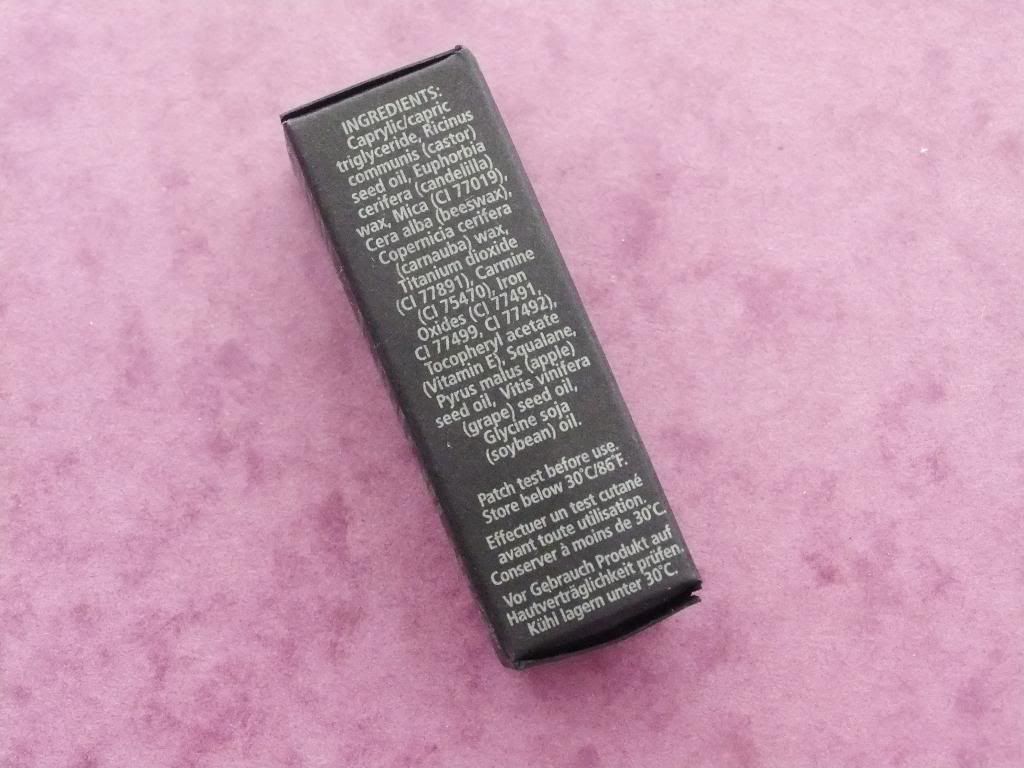 INGREDIENTS:
Caprylic/capric
triglyceride, Ricinus
communis (castor)
seed oil, Euphorbia
cerifera (candelilla)
wax, Mica (CI 77019),
Cera alba (beeswax),
Copernicia cerifera
(carnauba) wax,
Titanium dioxide
(CI 77891), Carmine
(CI 75470), Iron
Oxides (CI 77491,
CI 77499, CI 77492),
Tocopheryl acetate
(Vitamin E), Squalane,
Pyrus malus (apple)
seed oil, Vitis vinifera
(grape) seed oil,
Glycine soja
(soybean) oil.
Patch test before use.
Store below 30°C/86°F.
Effectuer un test cutané
avant toute utilisation.
Conserver à moins de 30°C.
Vor Gebrauch Produkt auf
Hautverträglichkeit prüfen.
Kühl lagern unter 30°C.